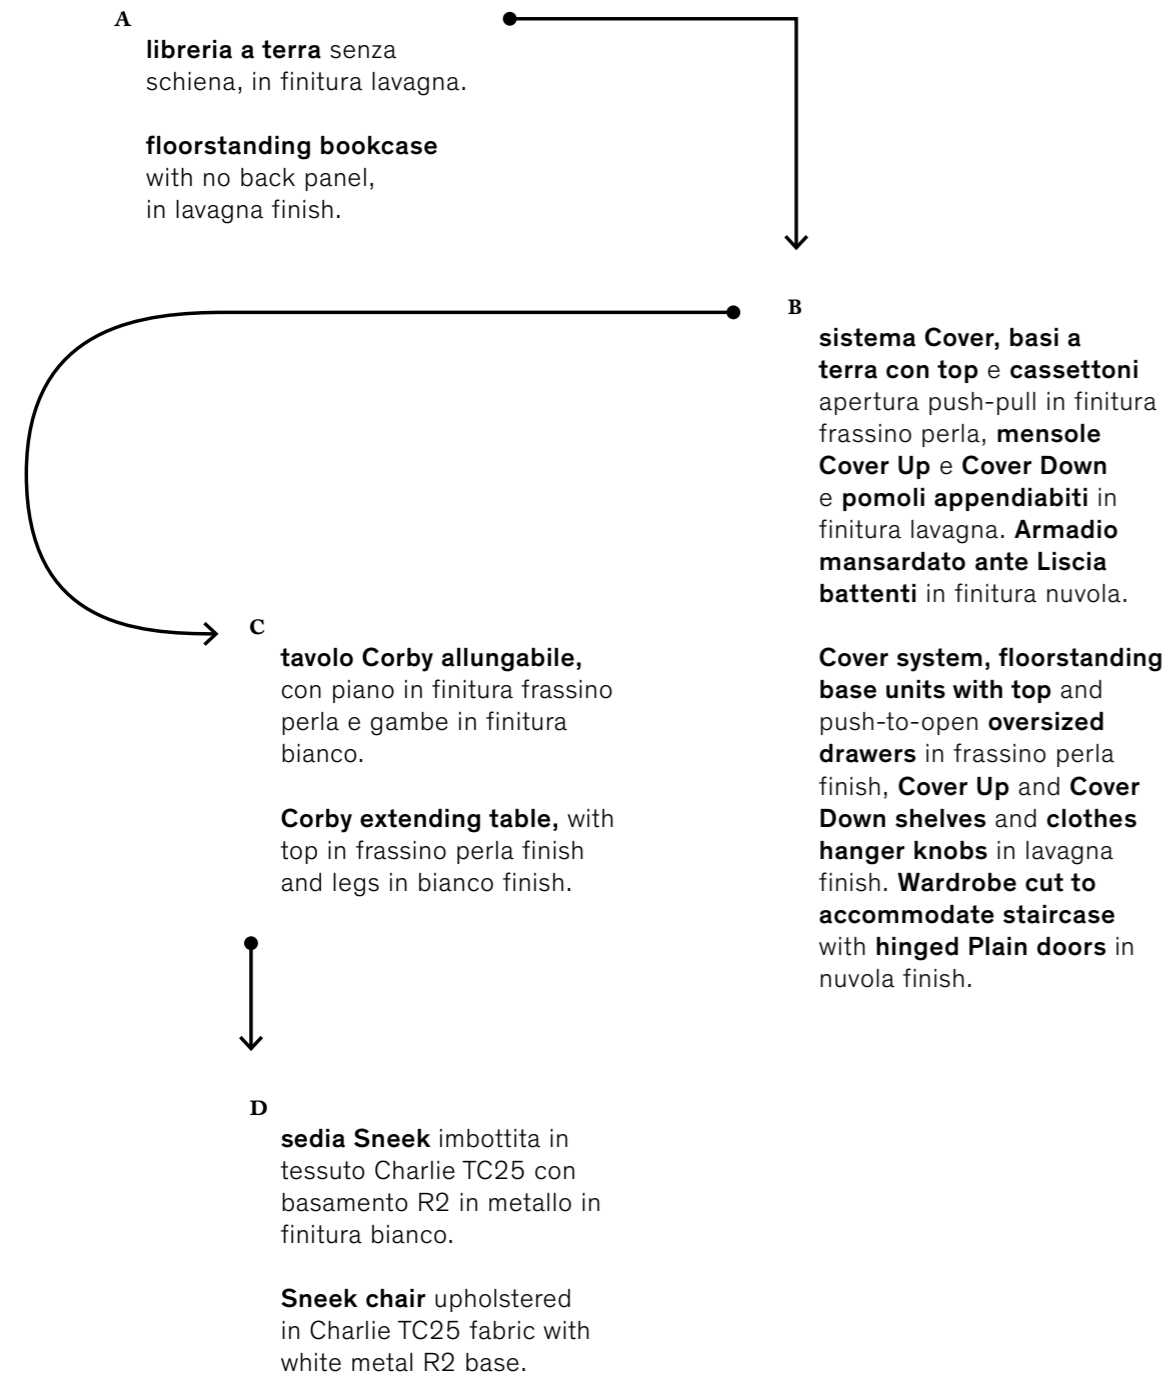 A
libreria a terra senza
schiena, in finitura lavagna.
floorstanding bookcase
with no back panel,
in lavagna finish.
B
sistema Cover, basi a
terra con top e cassettoni
apertura push-pull in finitura
frassino perla, mensole
Cover Up e Cover Down
e pomoli appendiabiti in
finitura lavagna. Armadio
mansardato ante Liscia
battenti in finitura nuvola.
Cover system, floorstanding
base units with top and
push-to-open oversized
drawers in frassino perla
finish, Cover Up and Cover
Down shelves and clothes
hanger knobs in lavagna
finish. Wardrobe cut to
accommodate staircase
with hinged Plain doors in
nuvola finish.
C
tavolo Corby allungabile,
con piano in finitura frassino
perla e gambe in finitura
bianco.
Corby extending table, with
top in frassino perla finish
and legs in bianco finish.
D
sedia Sneek imbottita in
tessuto Charlie TC25 con
basamento R2 in metallo in
finitura bianco.
Sneek chair upholstered
in Charlie TC25 fabric with
white metal R2 base.